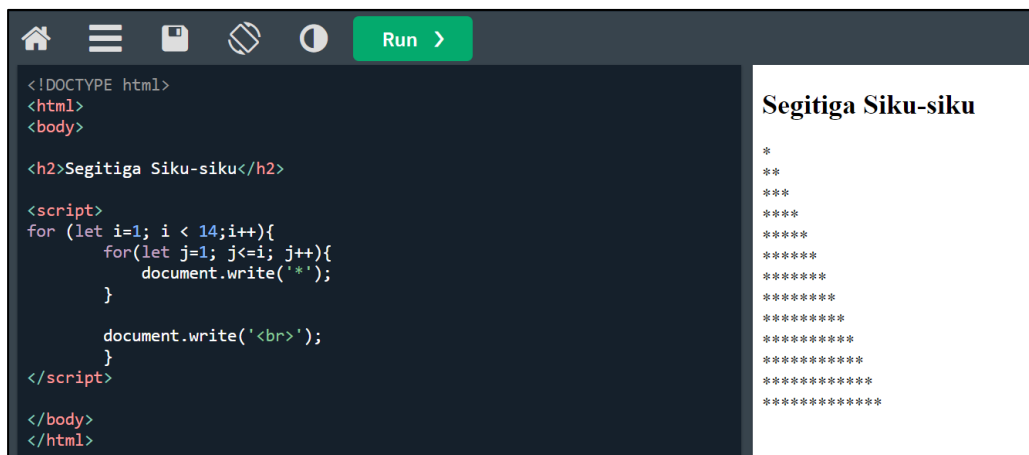 Run ❯
<!DOCTYPE html>
<html>
<body>
<h2>Segitiga Siku-siku</h2>
<script>
for (let i=1; i < 14;i++){
for(let j=1; j<=i; j++){
document.write('*');
}
document.write('<br>');
}
</script>
</body>
</html>
Segitiga Siku-siku
*
**
***
****
*****
******
*******
********
*********
**********
***********
************
*************